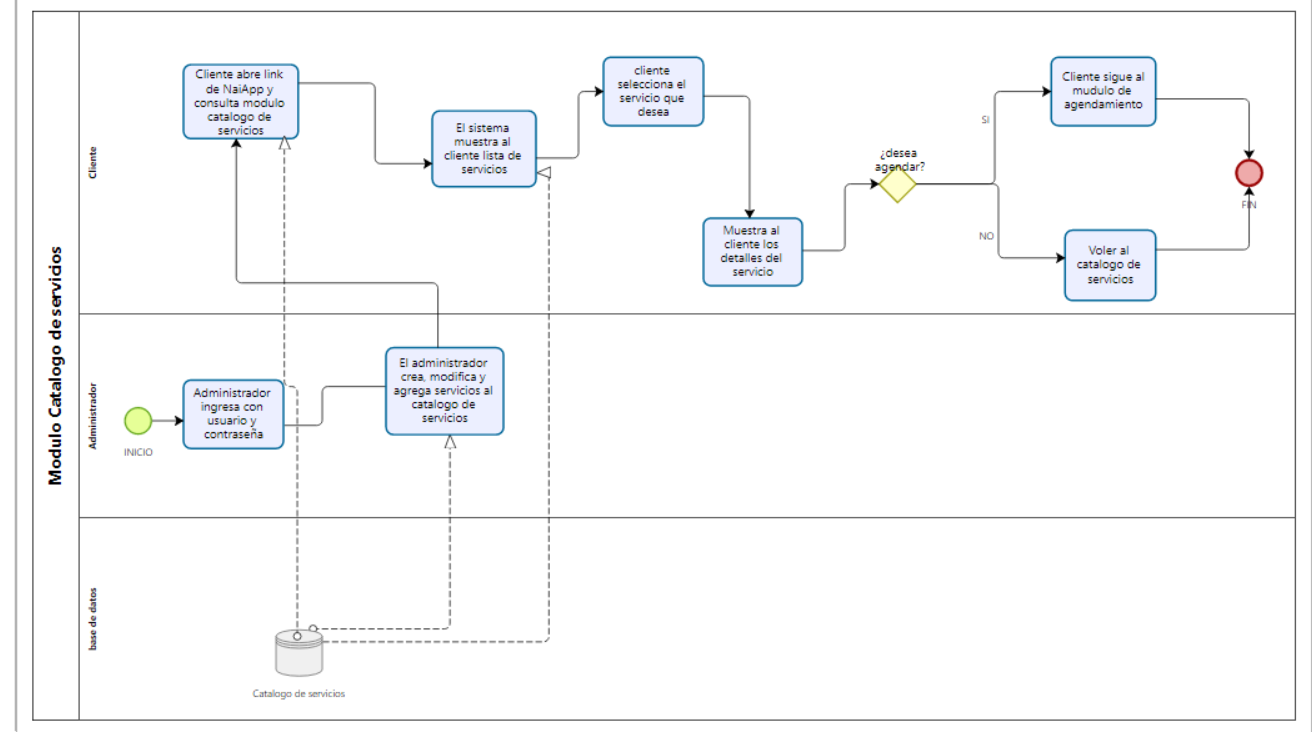 Modulo Catalogo de servicios
Cliente
Cliente abre link
de NaiApp y
consulta modulo
catalogo de
servicios
El sistema
muestra al
cliente lista de
servicios
cliente
selecciona el
servicio que
desea
Muestra al
cliente los
detalles del
servicio
¿desea
agendar?
SI
NO
Cliente sigue al
mudulo de
agendamiento
Voler al
catalogo de
servicios
FIN
Administrador
INICIO
Administrador
ingresa con
usuario y
contraseña
El administrador
crea, modifica y
agrega servicios al
catalogo de
servicios
base de datos
Catalogo de servicios